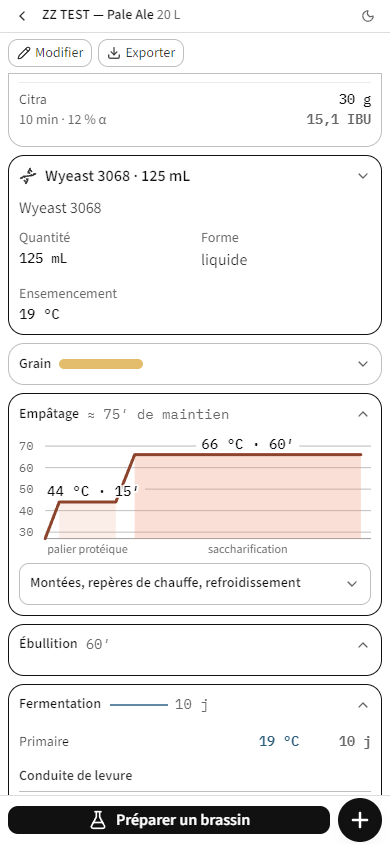 ZZ TEST — Pale Ale 20 L
Modifier
Exporter
Citra 30 g
10 min · 12 % α 15,1 IBU
Wyeast 3068 · 125 mL
Wyeast 3068
Quantité Forme
125 mL liquide
Ensemencement
19 °C
Grain
Empâtage ≈ 75′ de maintien
70
66 °C · 60′
60
50
44 °C · 15′
40
30
palier protéique saccharification
Montées, repères de chauffe, refroidissement
Ébullition 60′
Fermentation 10 j
Primaire 19 °C 10 j
Conduite de levure
Préparer un brassin